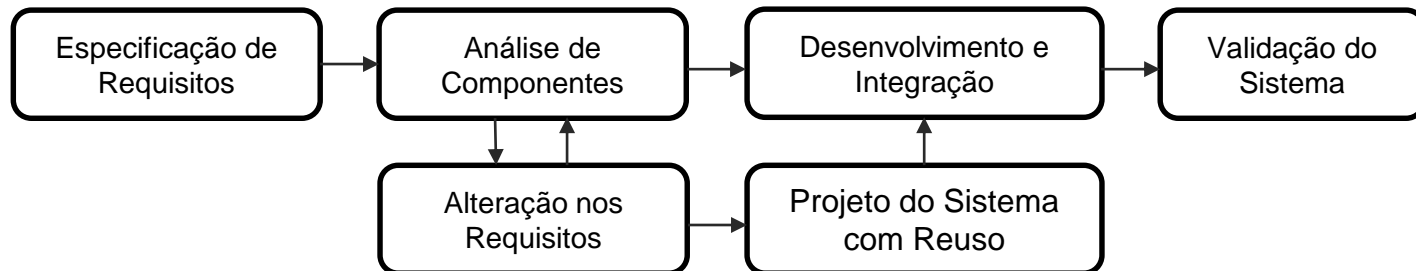 Especificação de
Requisitos
Análise de
Componentes
Desenvolvimento e
Integração
Validação do
Sistema
Alteração nos
Requisitos
Projeto do Sistema
com Reuso